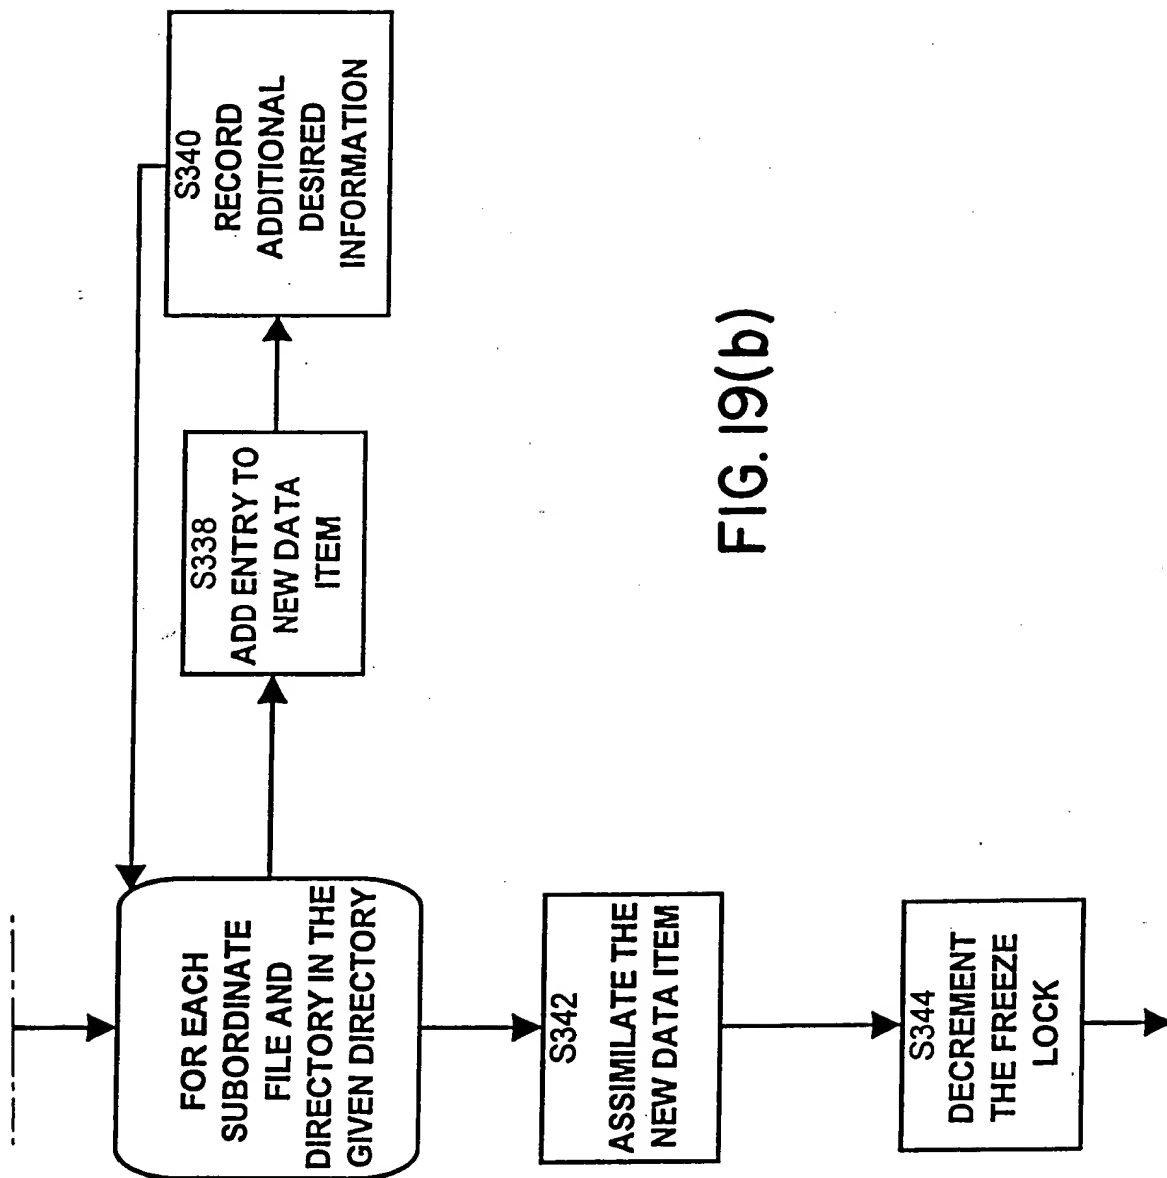 FOR EACH
SUBORDINATE
FILE AND
DIRECTORY IN THE
GIVEN DIRECTORY
S338
ADD ENTRY TO
NEW DATA
ITEM
S340
RECORD
ADDITIONAL
DESIRED
INFORMATION
S342
ASSIMILATE THE
NEW DATA ITEM
S344
DECREMENT
THE FREEZE
LOCK
FIG. 19(b)